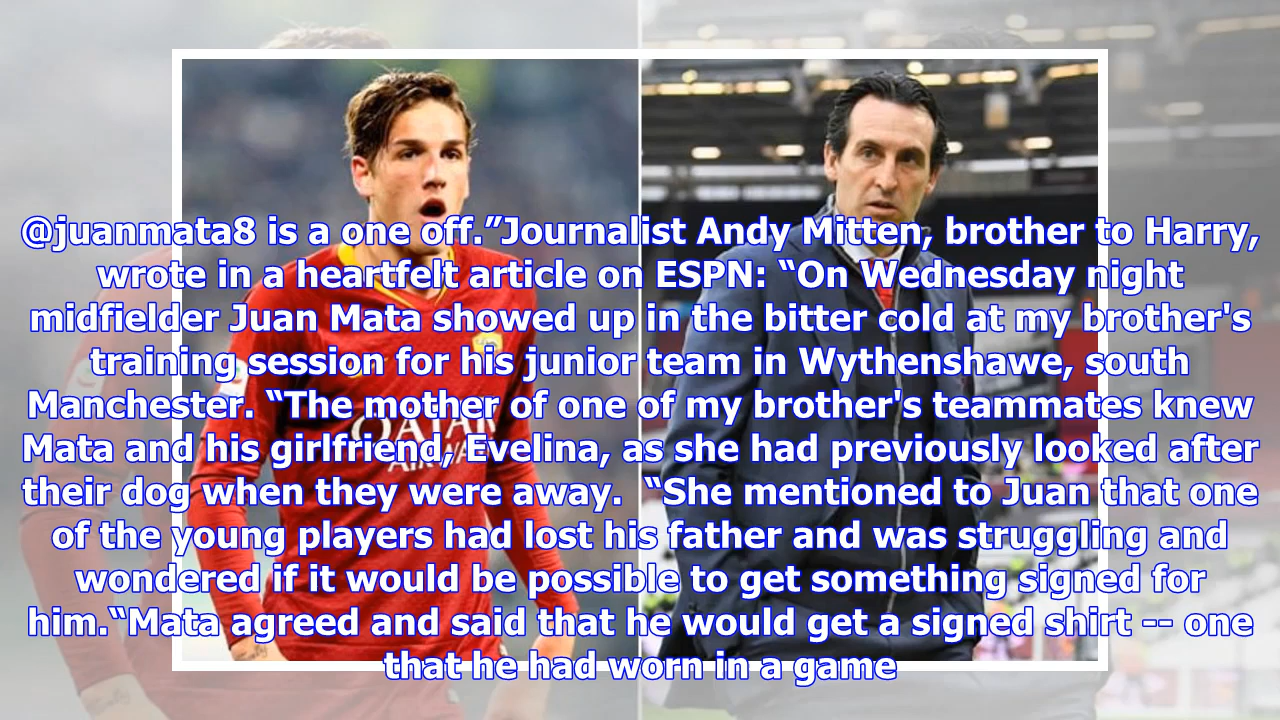 @juanmata8 is a one off.”Journalist Andy Mitten, brother to Harry,
wrote in a heartfelt article on ESPN: “On Wednesday night
midfielder Juan Mata showed up in the bitter cold at my brother's
training session for his junior team in Wythenshawe, south
Manchester. “The mother of one of my brother's teammates knew
Mata and his girlfriend, Evelina, as she had previously looked after
their dog when they were away.  “She mentioned to Juan that one
of the young players had lost his father and was struggling and
wondered if it would be possible to get something signed for
him.“Mata agreed and said that he would get a signed shirt -- one
that he had worn in a game
QATAR
AIRWAYS